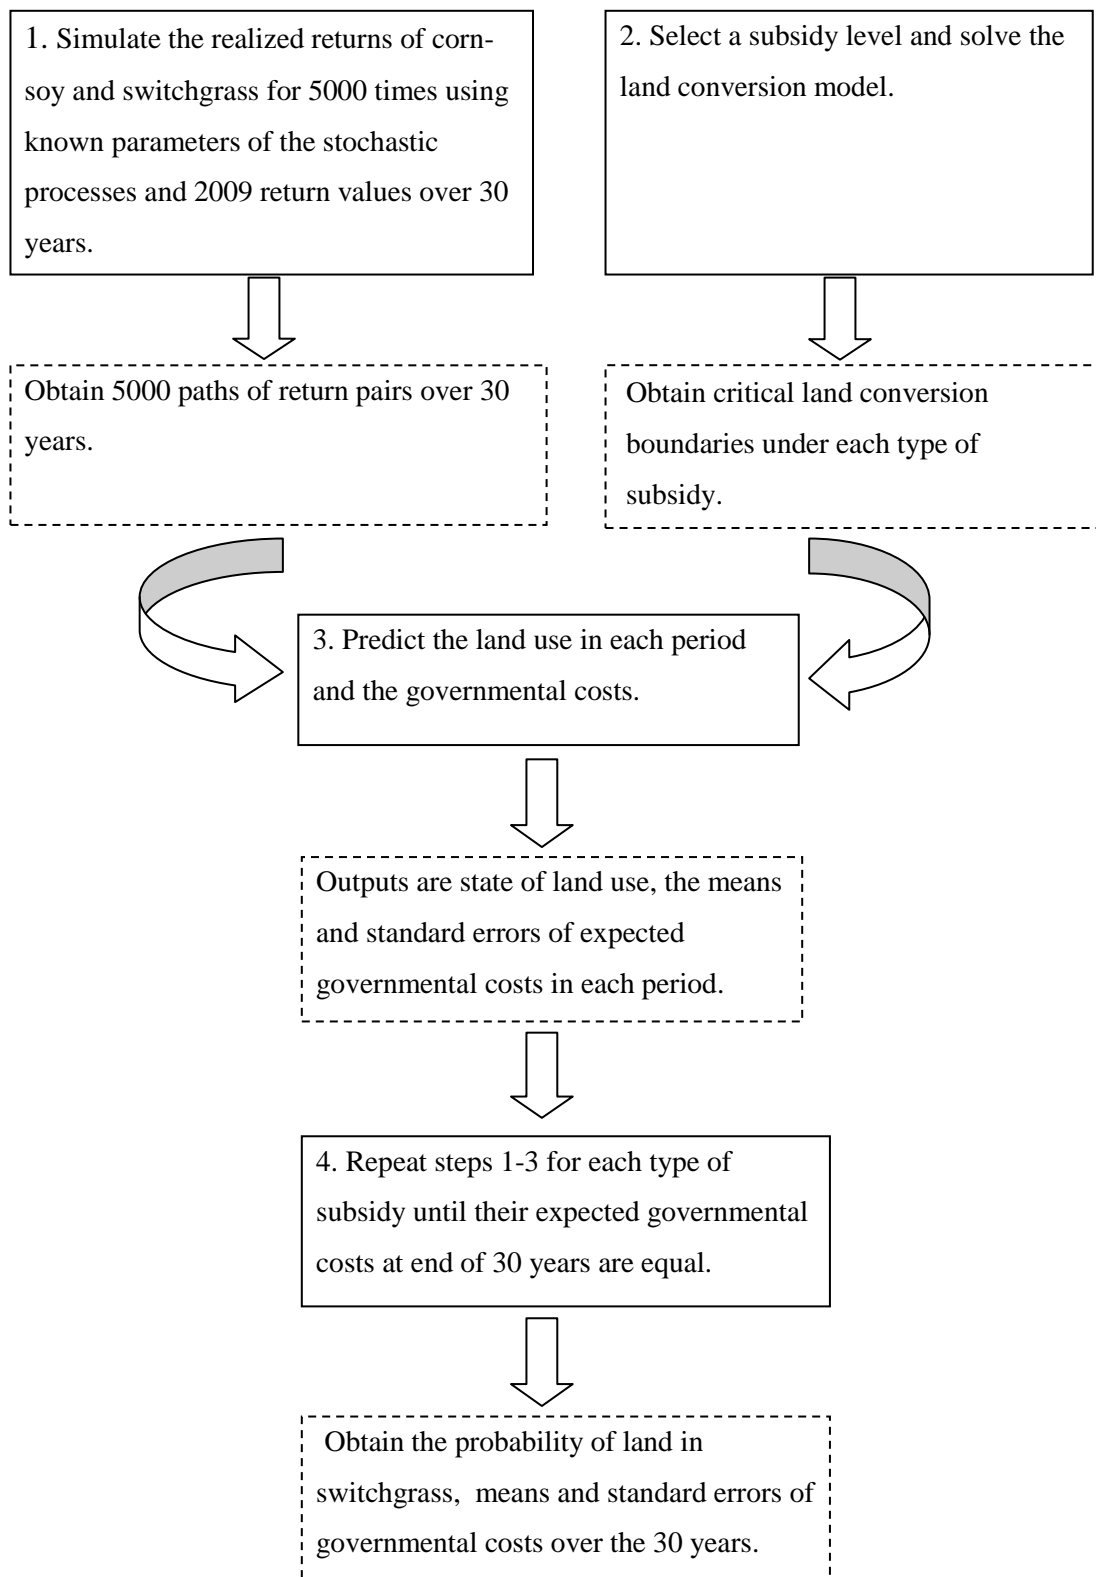 1. Simulate the realized returns of corn-
soy and switchgrass for 5000 times using
known parameters of the stochastic
processes and 2009 return values over 30
years.
2. Select a subsidy level and solve the
land conversion model.
Obtain 5000 paths of return pairs over 30
years.
Obtain critical land conversion
boundaries under each type of
subsidy.
3. Predict the land use in each period
and the governmental costs.
Outputs are state of land use, the means
and standard errors of expected
governmental costs in each period.
4. Repeat steps 1-3 for each type of
subsidy until their expected governmental
costs at end of 30 years are equal.
Obtain the probability of land in
switchgrass, means and standard errors of
governmental costs over the 30 years.